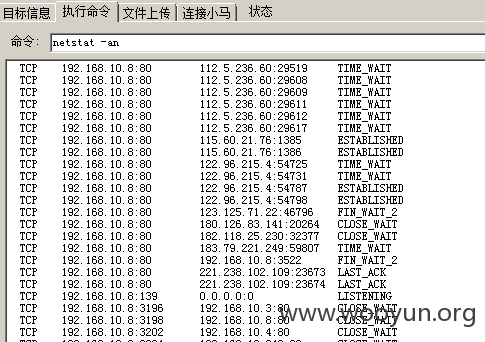 目标信息 执行命令 文件上传 连接小马 状态
命令: netstat -an
TCP 192.168.10.8:80 112.5.236.60:29519 TIME_WAIT
TCP 192.168.10.8:80 112.5.236.60:29608 TIME_WAIT
TCP 192.168.10.8:80 112.5.236.60:29609 TIME_WAIT
TCP 192.168.10.8:80 112.5.236.60:29611 TIME_WAIT
TCP 192.168.10.8:80 112.5.236.60:29612 TIME_WAIT
TCP 192.168.10.8:80 112.5.236.60:29617 TIME_WAIT
TCP 192.168.10.8:80 115.60.21.76:1385 ESTABLISHED
TCP 192.168.10.8:80 115.60.21.76:1386 ESTABLISHED
TCP 192.168.10.8:80 122.96.215.4:54725 TIME_WAIT
TCP 192.168.10.8:80 122.96.215.4:54731 TIME_WAIT
TCP 192.168.10.8:80 122.96.215.4:54787 ESTABLISHED
TCP 192.168.10.8:80 122.96.215.4:54798 ESTABLISHED
TCP 192.168.10.8:80 123.125.71.22:46796 FIN_WAIT_2
TCP 192.168.10.8:80 180.126.83.141:20264 CLOSE_WAIT
TCP 192.168.10.8:80 182.118.25.230:32377 CLOSE_WAIT
TCP 192.168.10.8:80 183.79.221.249:59807 TIME_WAIT
TCP 192.168.10.8:80 192.168.10.8:3522 FIN_WAIT_2
TCP 192.168.10.8:80 221.238.102.109:23673 LAST_ACK
TCP 192.168.10.8:80 221.238.102.109:23674 LAST_ACK
TCP 192.168.10.8:139 0.0.0.0:0 LISTENING
TCP 192.168.10.8:3196 192.168.10.3:80 CLOSE_WAIT
TCP 192.168.10.8:3198 192.168.10.8:80 CLOSE_WAIT
TCP 192.168.10.8:3202 192.168.10.4:80 CLOSE_WAIT
www.wooyun.org